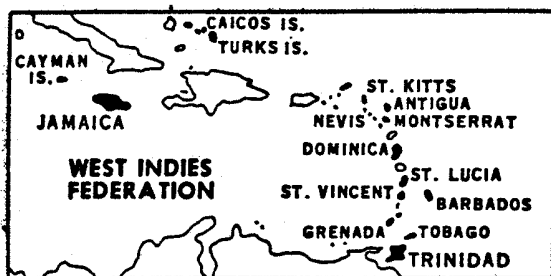 CAICOS IS.
TURKS IS.
CAYMAN
IS.
JAMAICA
ST. KITTS
ANTIGUA
NEVIS
MONTSERRAT
DOMINICA
WEST INDIES
FEDERATION
ST. LUCIA
ST. VINCENT
BARBADOS
GRENADA
TOBAGO
TRINIDAD